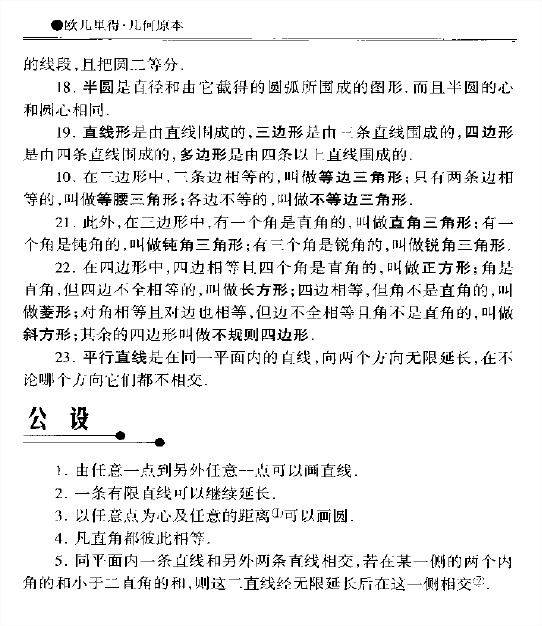 ●欧几里得·几何原本
的线段,且把圆二等分.
18. 半圆是直径和由它截得的圆弧所围成的图形.而且半圆的心
和圆心相同.
19. 直线形是由直线围成的,三边形是由三条直线围成的,四边形
是由四条直线围成的,多边形是由四条以上直线围成的.
10. 在三边形中,三条边相等的,叫做等边三角形;只有两条边相
等的,叫做等腰三角形;各边不等的,叫做不等边三角形.
21. 此外,在三边形中,有一个角是直角的,叫做直角三角形;有一
个角是钝角的,叫做钝角三角形;有三个角是锐角的,叫做锐角三角形.
22. 在四边形中,四边相等且四个角是直角的,叫做正方形;角是
直角,但四边不全相等的,叫做长方形;四边相等,但角不是直角的,叫
做菱形;对角相等且对边也相等,但边不全相等且角不是直角的,叫做
斜方形;其余的四边形叫做不规则四边形.
23. 平行直线是在同一平面内的直线,向两个方向无限延长,在不
论哪个方向它们都不相交.
公 设
1. 由任意一点到另外任意一点可以画直线.
2. 一条有限直线可以继续延长.
3. 以任意点为心及任意的距离①可以画圆.
4. 凡直角都彼此相等.
5. 同平面内一条直线和另外两条直线相交,若在某一侧的两个内
角的和小于二直角的和,则这二直线经无限延长后在这一侧相交②.